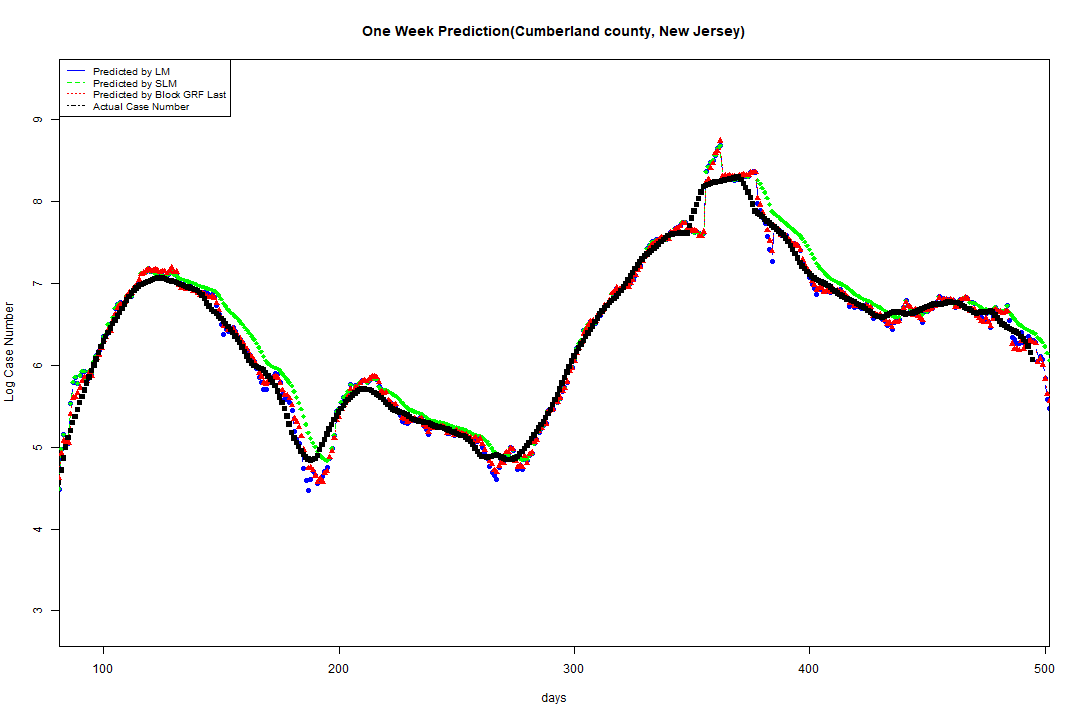 One Week Prediction(Cumberland county, New Jersey)
Predicted by LM
Predicted by SLM
Predicted by Block GRF Last
Actual Case Number
9
8
7
6
5
4
3
Log Case Number
100 200 300 400 500
days